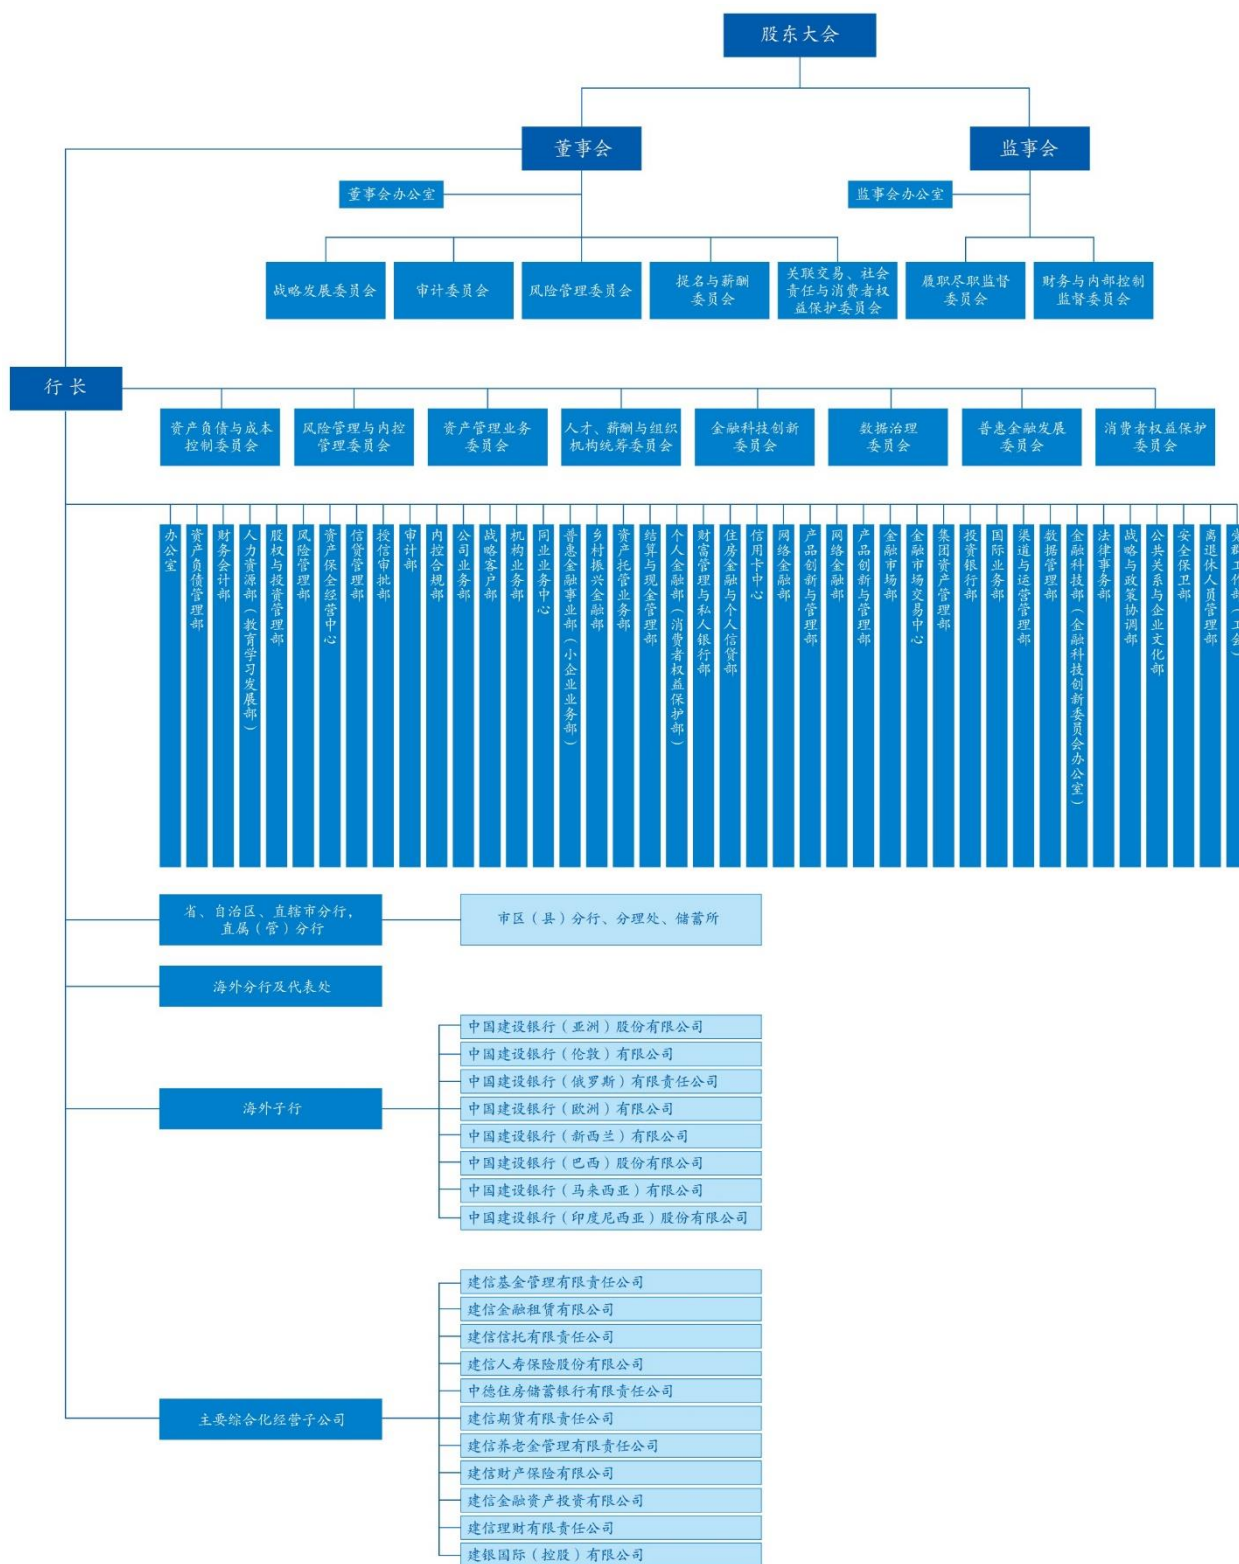 股东大会
董事会
监事会
董事会办公室
监事会办公室
战略发展委员会
审计委员会
风险管理委员会
提名与薪酬
委员会
关联交易、社会
责任与消费者权
益保护委员会
履职尽职监督
委员会
财务与内部控制
监督委员会
行长
资产负债与成本
控制委员会
风险管理与内控
管理委员会
资产管理业务
委员会
人才、薪酬与组织
机构统筹委员会
金融科技创新
委员会
数据治理
委员会
普惠金融发展
委员会
消费者权益保护
委员会
办公室
资产负债管理部
财务会计部
人力资源部（教育学习发展部）
股权与投资管理部
风险管理部
资产保全经营中心
信贷管理部
授信审批部
审计部
内控合规部
公司业务部
战略客户部
机构业务部
同业业务中心
普惠金融事业部（小企业业务部）
乡村振兴金融部
资产托管业务部
结算与现金管理部
个人金融部（消费者权益保护部）
财富管理与私人银行部
住房金融与个人信贷部
信用卡中心
网络金融部
产品创新与管理部
网络金融部
产品创新与管理部
金融市场部
金融市场交易中心
集团资产管理部
投资银行部
国际业务部
渠道与运营管理部
数据管理部
金融科技部（金融科技创新委员会办公室）
法律事务部
战略与政策协调部
公共关系与企业文化部
安全保卫部
离退休人员管理部
党群工作部（工会）
省、自治区、直辖市分行，
直属（管）分行
市区（县）分行、分理处、储蓄所
海外分行及代表处
海外子行
中国建设银行（亚洲）股份有限公司
中国建设银行（伦敦）有限公司
中国建设银行（俄罗斯）有限责任公司
中国建设银行（欧洲）有限公司
中国建设银行（新西兰）有限公司
中国建设银行（巴西）股份有限公司
中国建设银行（马来西亚）有限公司
中国建设银行（印度尼西亚）股份有限公司
主要综合化经营子公司
建信基金管理有限责任公司
建信金融租赁有限公司
建信信托有限责任公司
建信人寿保险股份有限公司
中德住房储蓄银行有限责任公司
建信期货有限责任公司
建信养老金管理有限责任公司
建信财产保险有限公司
建信金融资产投资有限公司
建信理财有限责任公司
建银国际（控股）有限公司